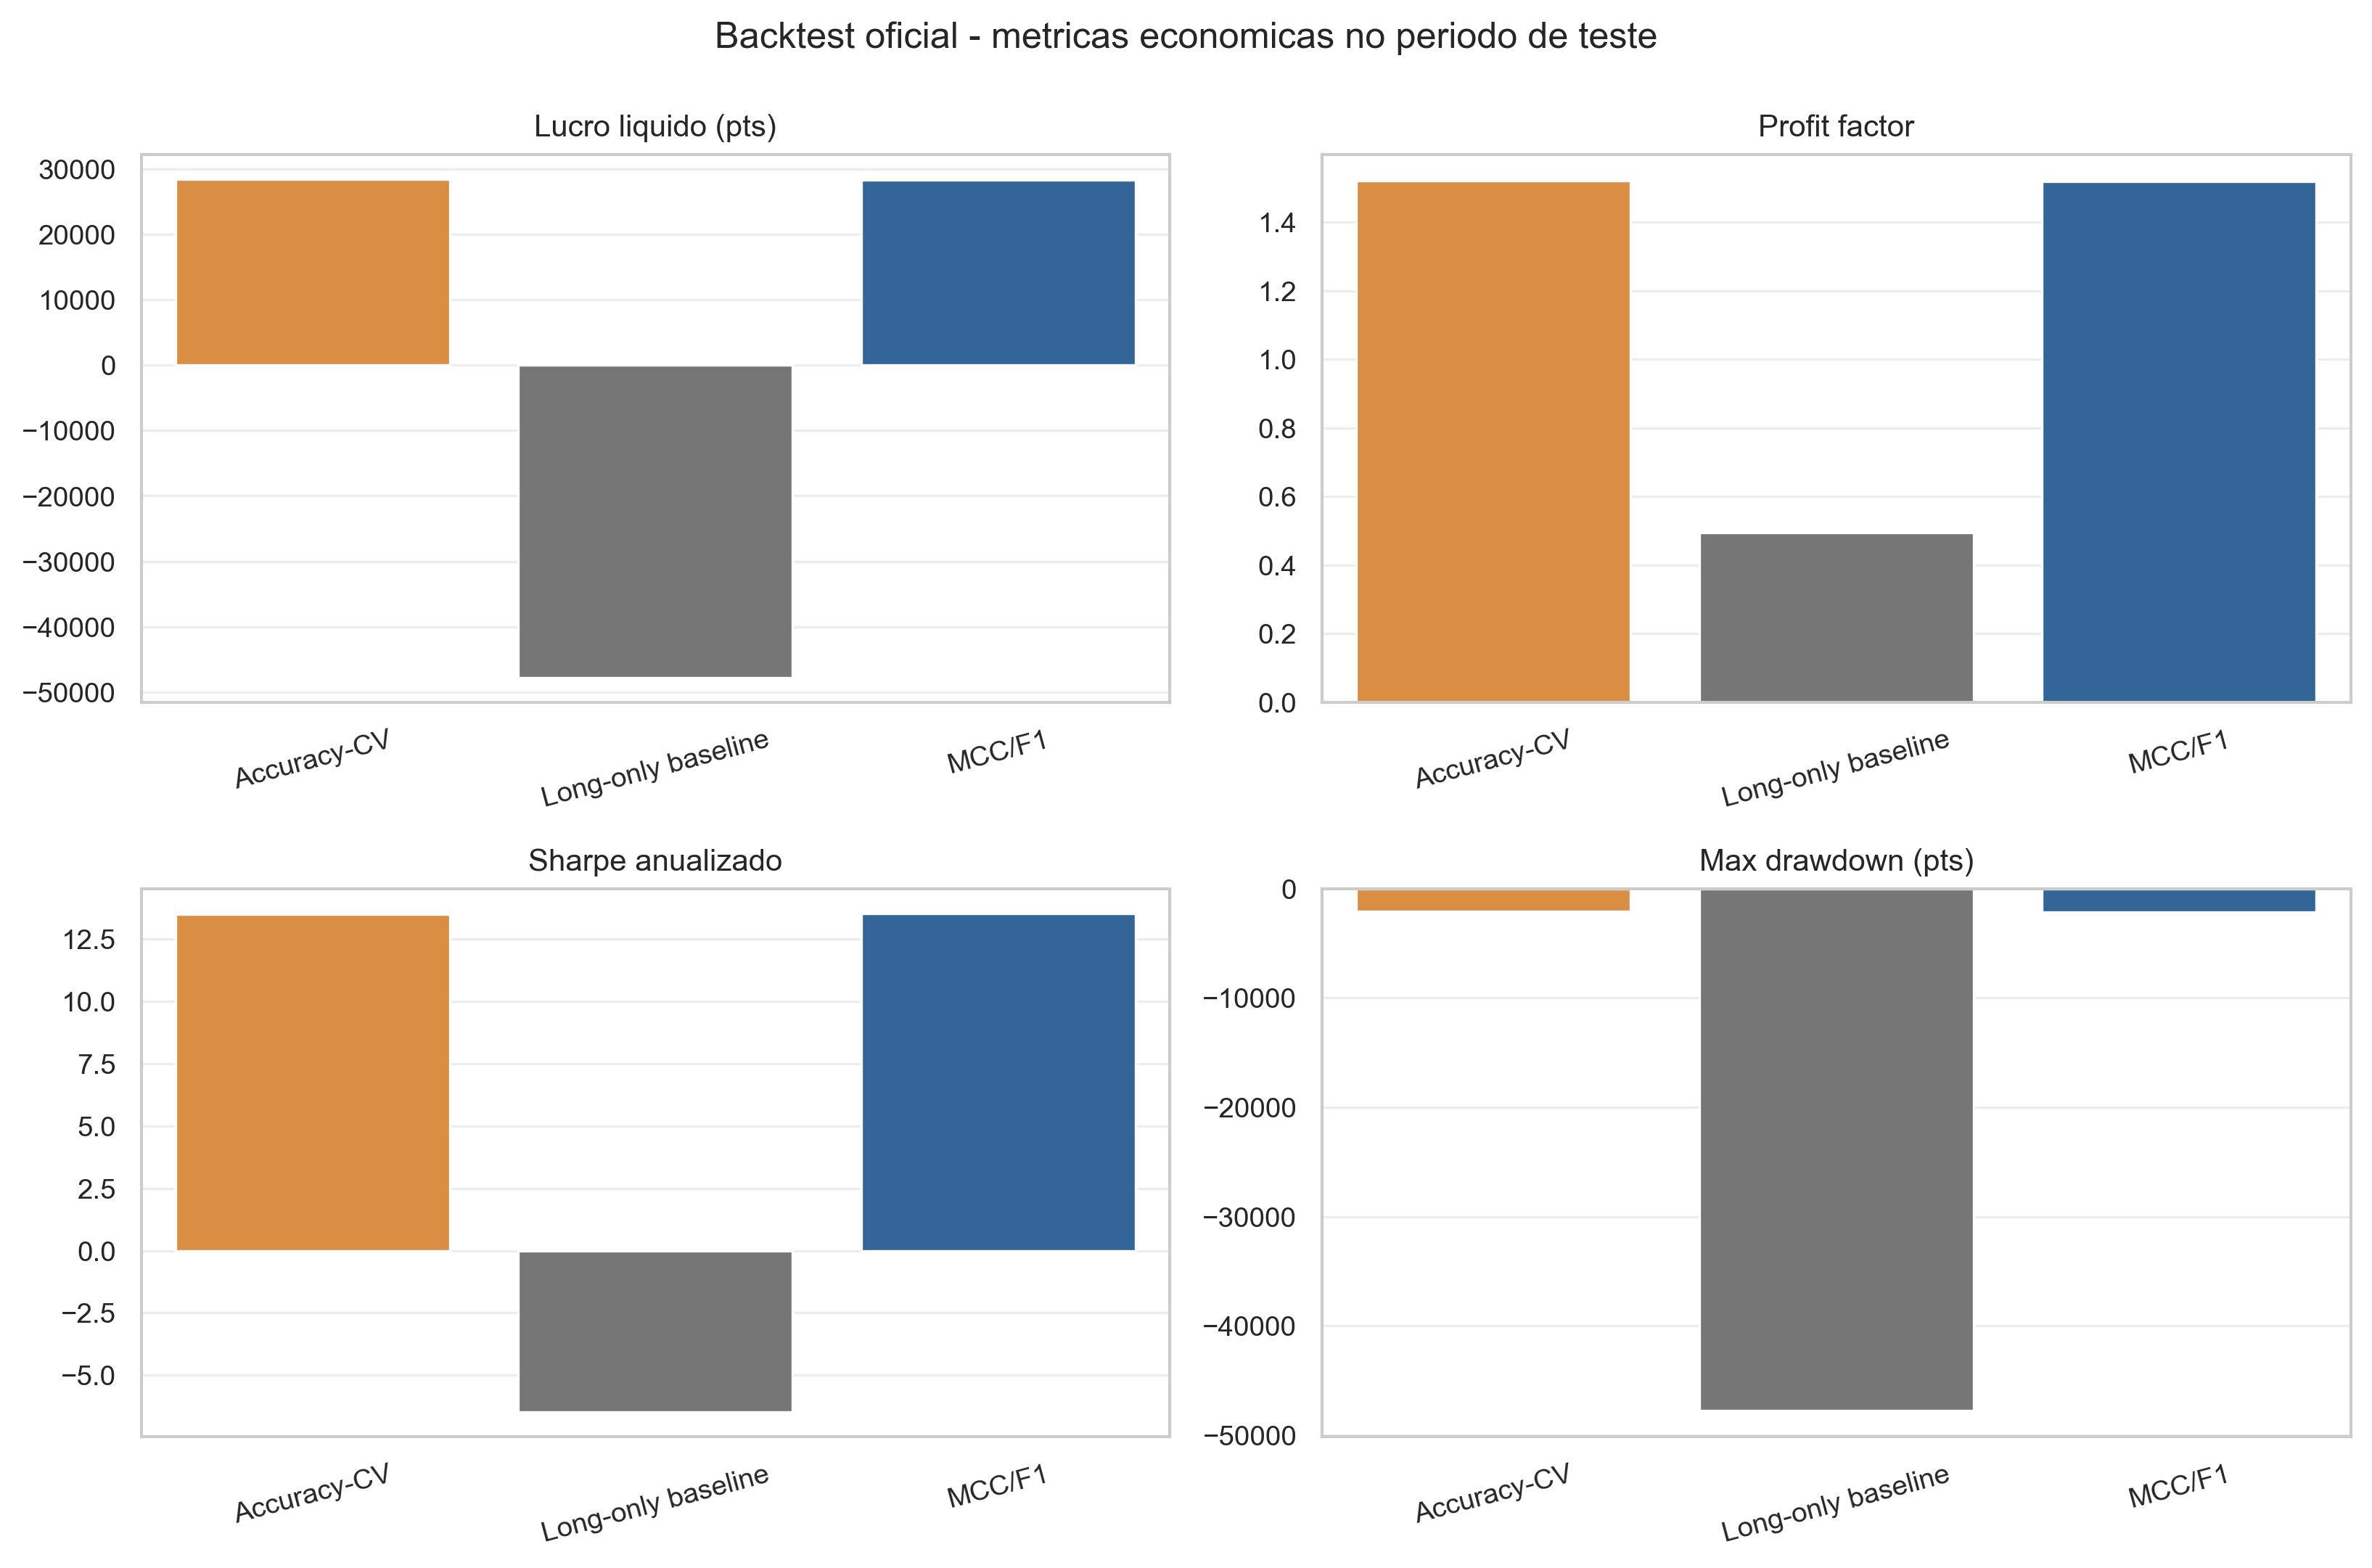 Backtest oficial - metricas economicas no periodo de teste
Lucro liquido (pts)
30000
20000
10000
0
−10000
−20000
−30000
−40000
−50000
Accuracy-CV
Long-only baseline
MCC/F1
Profit factor
1.4
1.2
1.0
0.8
0.6
0.4
0.2
0.0
Accuracy-CV
Long-only baseline
MCC/F1
Sharpe anualizado
12.5
10.0
7.5
5.0
2.5
0.0
−2.5
−5.0
Accuracy-CV
Long-only baseline
MCC/F1
Max drawdown (pts)
0
−10000
−20000
−30000
−40000
−50000
Accuracy-CV
Long-only baseline
MCC/F1